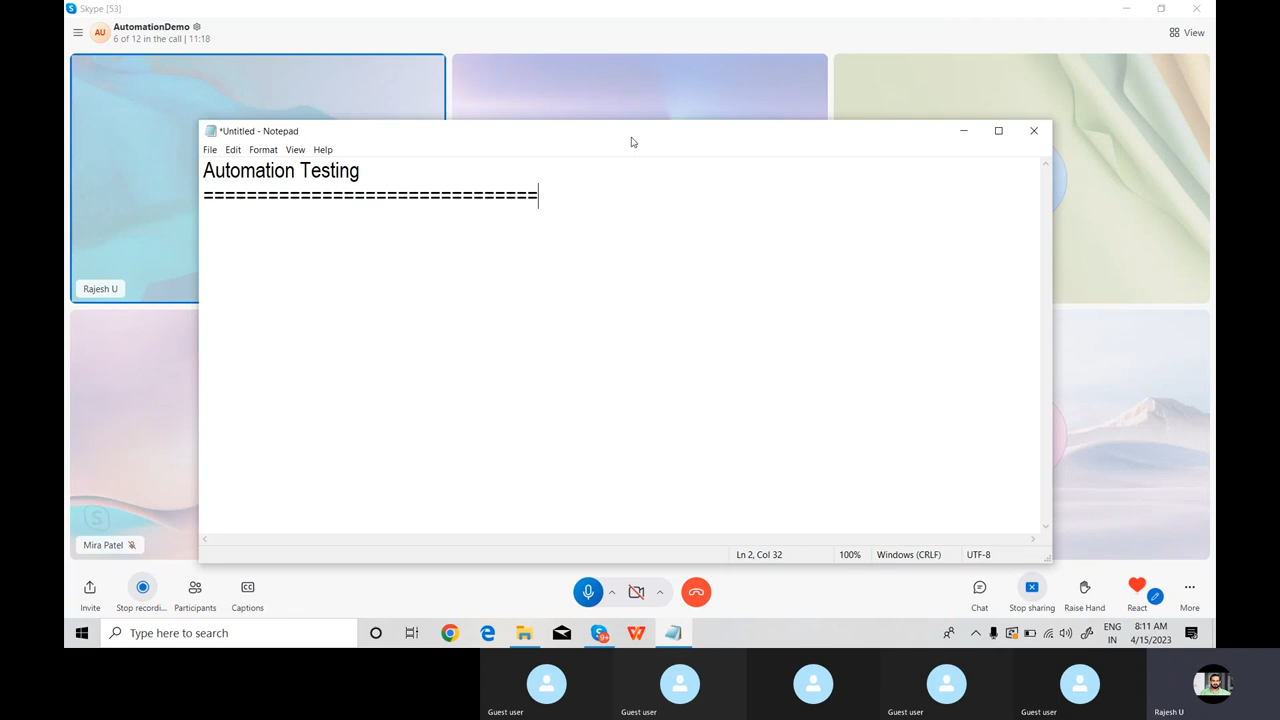 Skype [53]
AU
AutomationDemo
6 of 12 in the call | 11:18
View
*Untitled - Notepad
File Edit Format View Help
Automation Testing
===============================
Rajesh U
Mira Patel
Ln 2, Col 32
100%
Windows (CRLF)
UTF-8
Invite
Stop recordi...
Participants
CC
Captions
Chat
Stop sharing
Raise Hand
React
More
Type here to search
9+
W
ENG
IN
8:11 AM
4/15/2023
Guest user
Guest user
Guest user
Guest user
Rajesh U